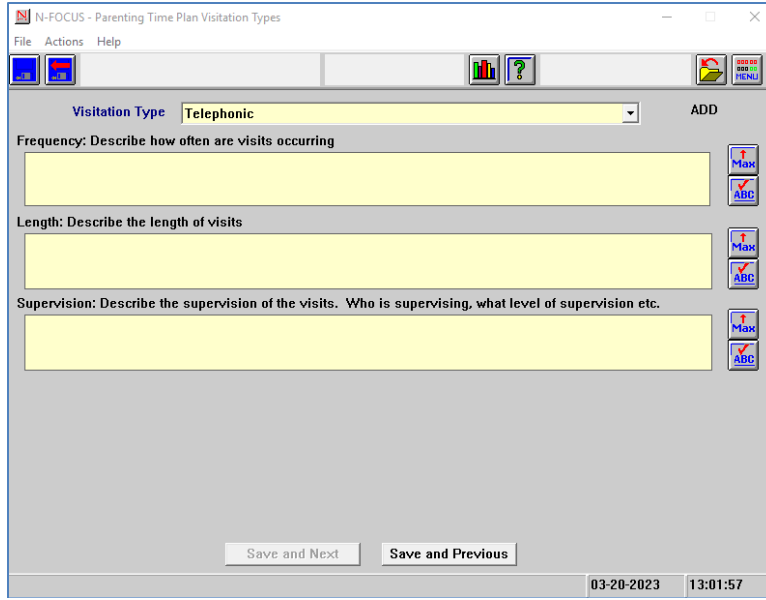 N-FOCUS - Parenting Time Plan Visitation Types
File Actions Help
MENU
Visitation Type Telephonic ADD
Frequency: Describe how often are visits occurring
Max
ABC
Length: Describe the length of visits
Max
ABC
Supervision: Describe the supervision of the visits. Who is supervising, what level of supervision etc.
Max
ABC
Save and Next Save and Previous
03-20-2023 13:01:57